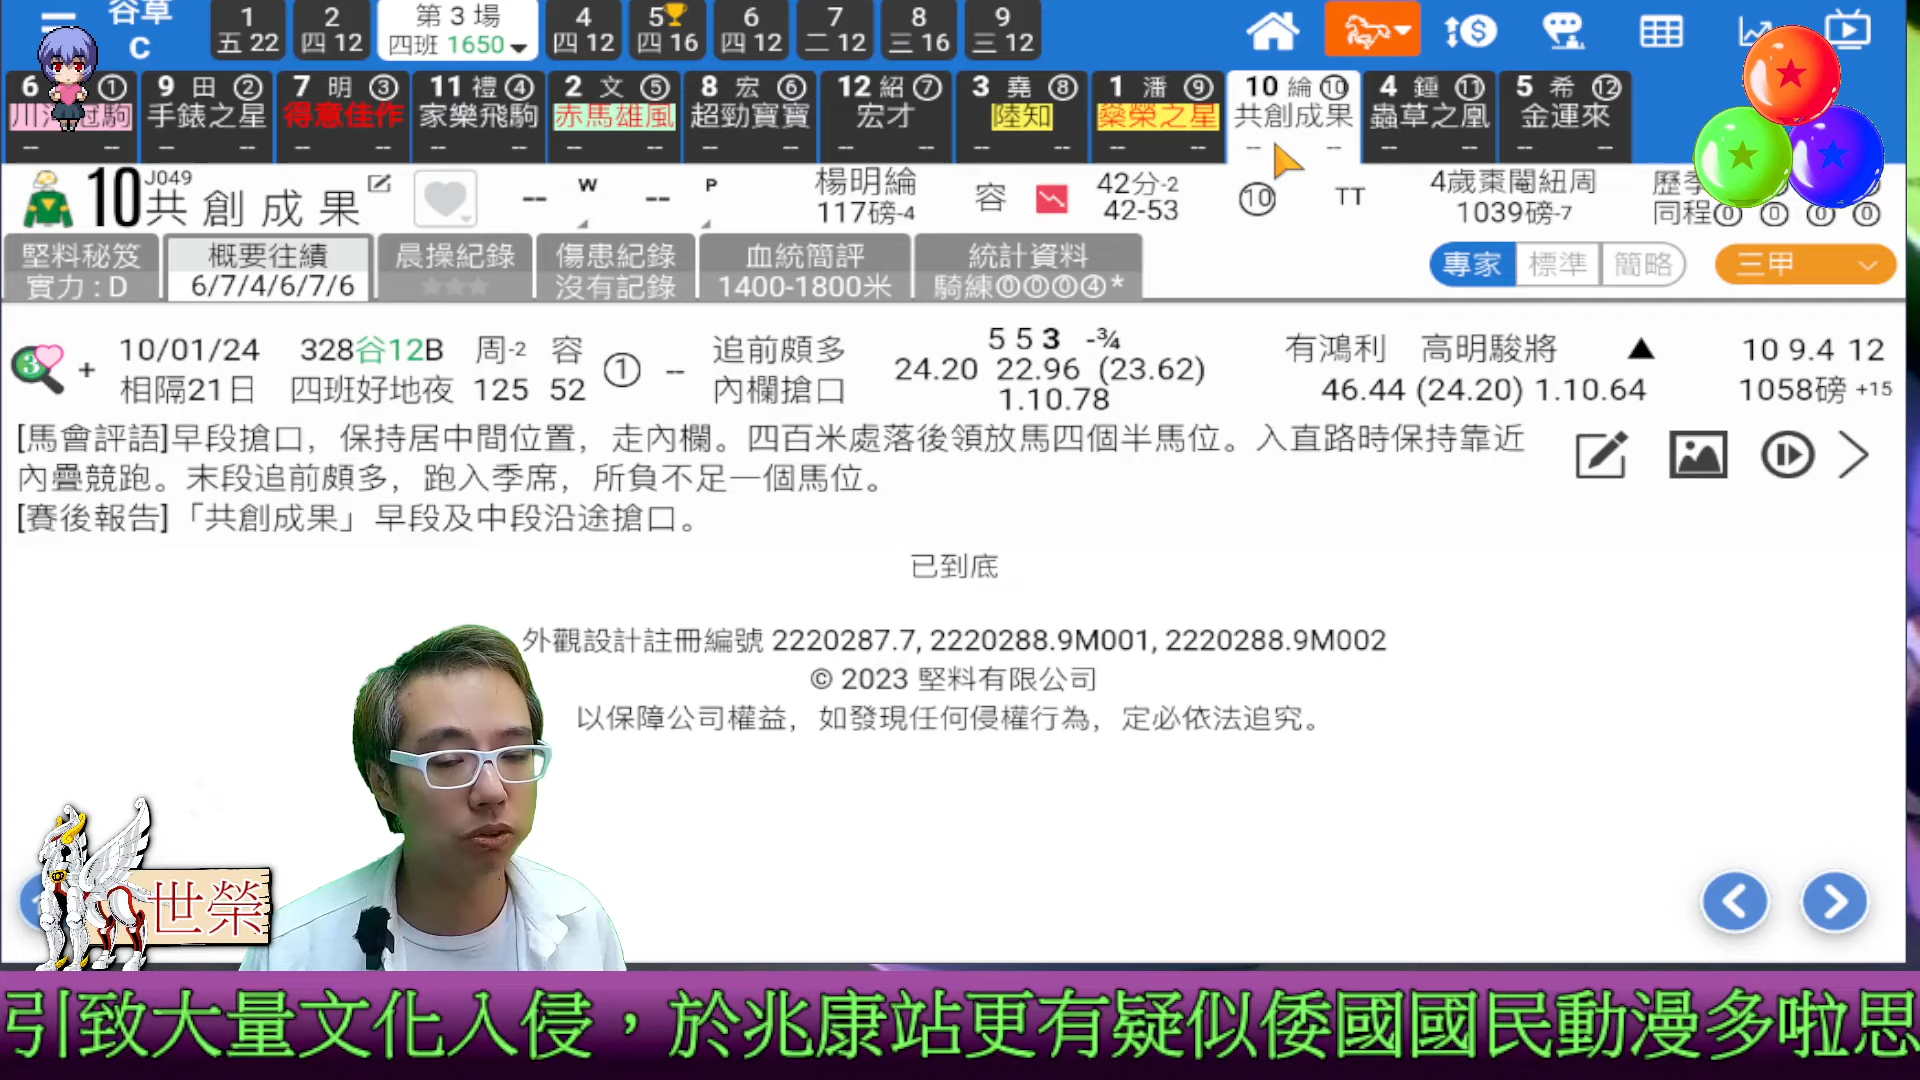 谷草
C
1
五 22
2
四 12
第 3 場
四班 1650
4
四 12
5
四 16
6
四 12
7
二 12
8
三 16
9
三 12
6 ①
9 田 ②
手錶之星
7 明 ③
得意佳作
11 禮 ④
家樂飛駒
2 文 ⑤
赤馬雄風
8 宏 ⑥
超勁寶寶
12 紹 ⑦
宏才
3 堯 ⑧
陸知
1 潘 ⑨
燊榮之星
10 綸 ⑩
共創成果
4 鍾 ⑪
蟲草之凰
5 希 ⑫
金運來
10 J049
共創成果
-- W -- P
楊明綸
117磅-4
容
42分-2
42-53
⑩
TT
4歲棗閹紐周
1039磅-7
同程⓪ ⓪ ⓪ ⓪
堅料秘笈
實力 : D
概要往績
6/7/4/6/7/6
晨操紀錄
★★★
傷患紀錄
沒有記錄
血統簡評
1400-1800米
統計資料
騎練⓪⓪⓪④*
專家 標準 簡略
三甲
3 + 10/01/24 328谷12B 周-2 容 ① -- 追前頗多 5 5 3 -¾ 有鴻利 高明駿將 ▲ 10 9.4 12
相隔21日 四班好地夜 125 52 內欄搶口 24.20 22.96 (23.62) 46.44 (24.20) 1.10.64 1058磅 +15
1.10.78
[馬會評語]早段搶口，保持居中間位置，走內欄。四百米處落後領放馬四個半馬位。入直路時保持靠近
內疊競跑。末段追前頗多，跑入季席，所負不足一個馬位。
[賽後報告]「共創成果」早段及中段沿途搶口。
已到底
外觀設計註冊編號 2220287.7, 2220288.9M001, 2220288.9M002
© 2023 堅料有限公司
以保障公司權益，如發現任何侵權行為，定必依法追究。
世榮
引致大量文化入侵，於兆康站更有疑似倭國國民動漫多啦思